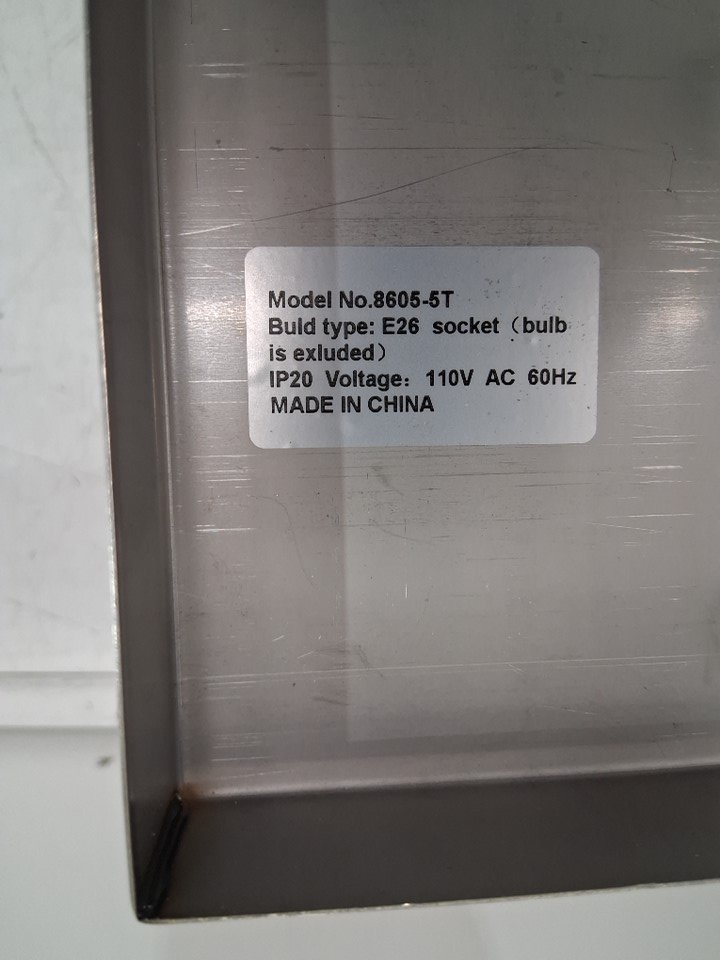 Model No.8605-5T
Buld type: E26 socket（bulb
is exluded）
IP20 Voltage：110V AC 60Hz
MADE IN CHINA